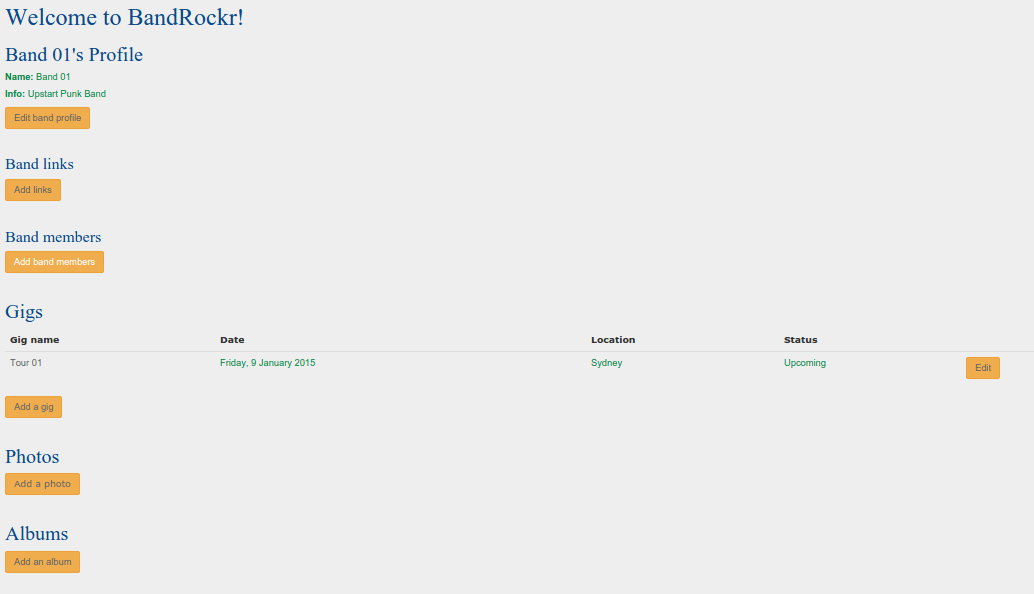 Welcome to BandRockr!
Band 01's Profile
Name: Band 01
Info: Upstart Punk Band
Edit band profile
Band links
Add links
Band members
Add band members
Gigs
Gig name Date Location Status
Tour 01 Friday, 9 January 2015 Sydney Upcoming Edit
Add a gig
Photos
Add a photo
Albums
Add an album